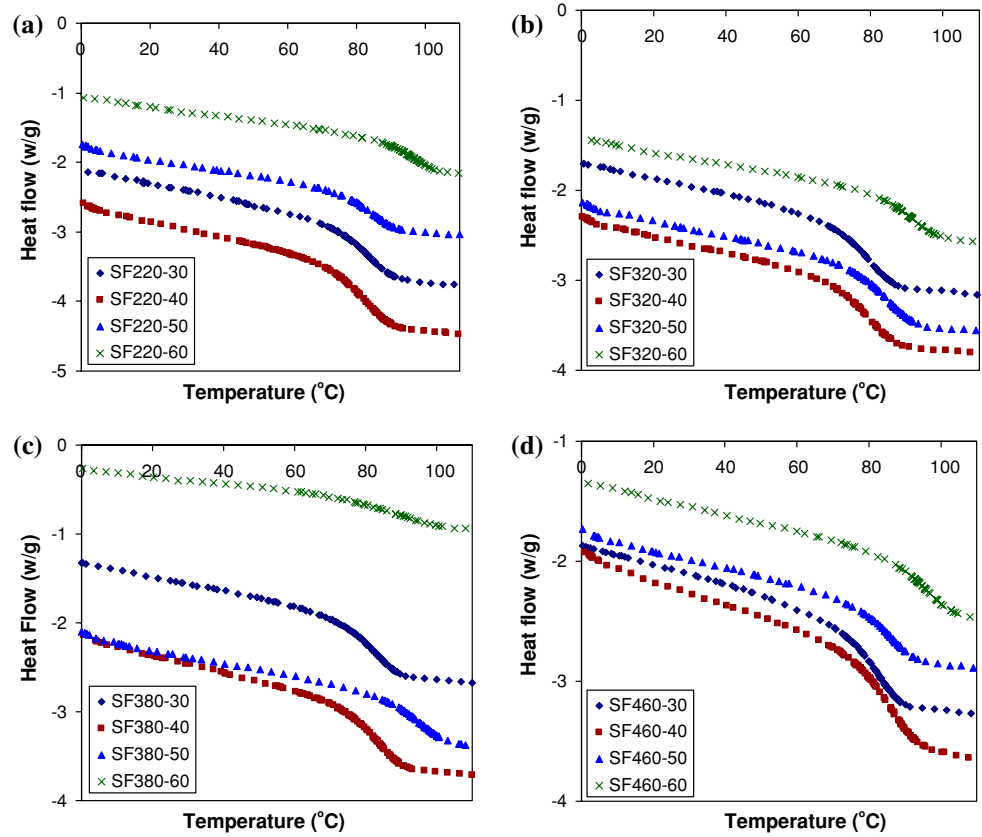 (a)
0 20 40 60 80 100
0
-1
-2
-3
-4
-5
Heat flow (w/g)
SF220-30
SF220-40
SF220-50
SF220-60
Temperature (°C)
(b)
0 20 40 60 80 100
0
-1
-2
-3
-4
Heat flow (w/g)
SF320-30
SF320-40
SF320-50
SF320-60
Temperature (°C)
(c)
0 20 40 60 80 100
0
-1
-2
-3
-4
Heat Flow (w/g)
SF380-30
SF380-40
SF380-50
SF380-60
Temperature (°C)
(d)
0 20 40 60 80 100
-1
-2
-3
-4
Heat flow (w/g)
SF460-30
SF460-40
SF460-50
SF460-60
Temperature (°C)